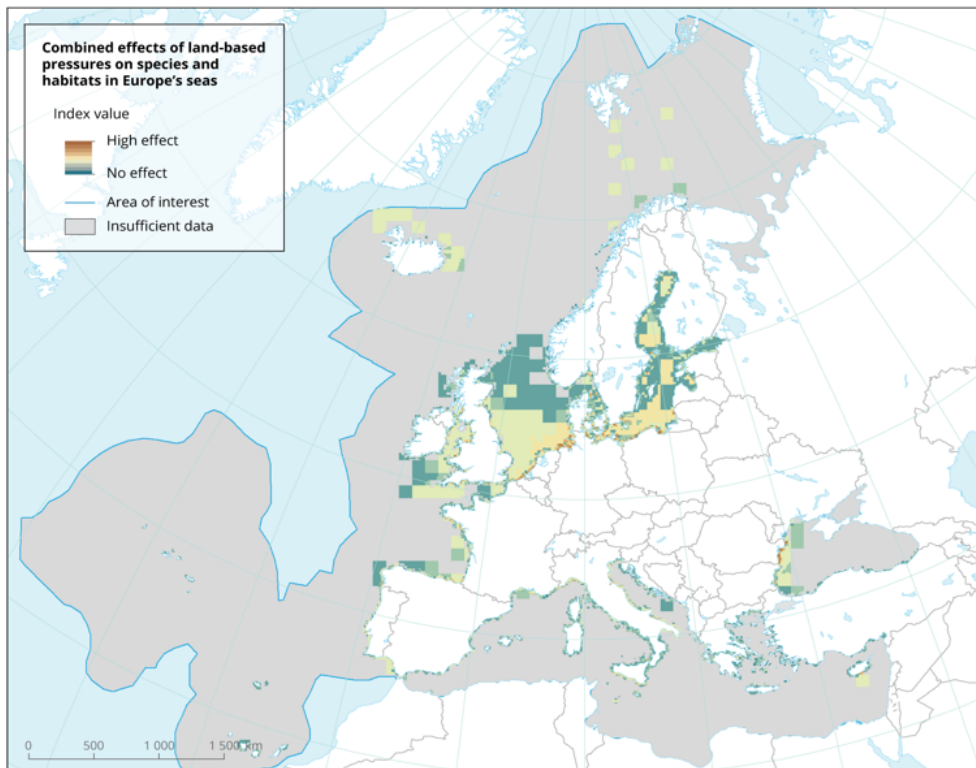 Combined effects of land-based
pressures on species and
habitats in Europe's seas
Index value
High effect
No effect
Area of interest
Insufficient data
0 500 1 000 1 500 km